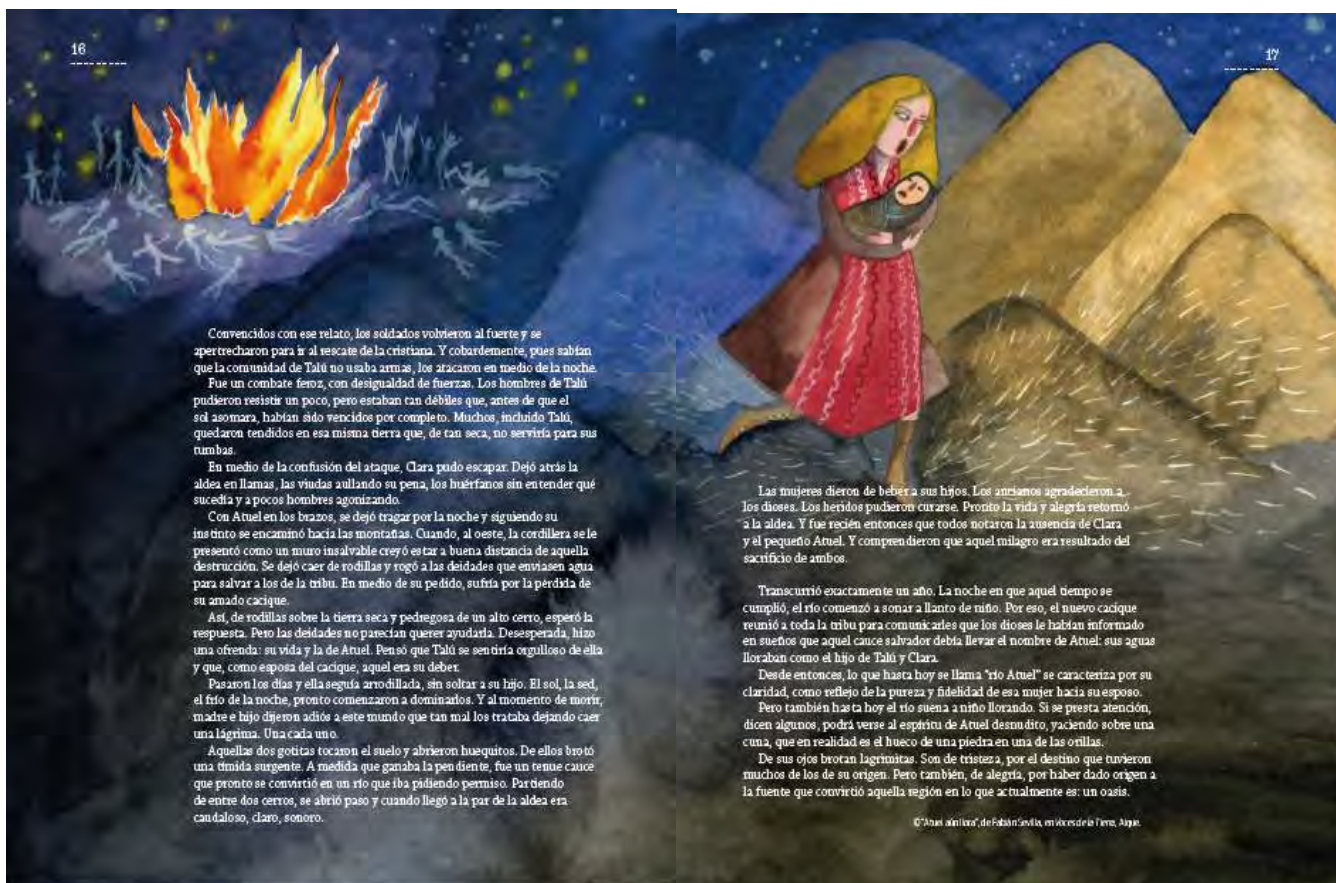 16
Convencidos con ese relato, los soldados volvieron al fuerte y se
apertrecharon para ir al rescate de la cristiana. Y cobardemente, pues sabían
que la comunidad de Talú no usaba armas, los atacaron en medio de la noche.
Fue un combate feroz, con desigualdad de fuerzas. Los hombres de Talú
pudieron resistir un poco, pero estaban tan débiles que, antes de que el
sol asomara, habían sido vencidos por completo. Muchos, incluido Talú,
quedaron tendidos en esa misma tierra que, de tan seca, no serviría para sus
tumbas.
En medio de la confusión del ataque, Clara pudo escapar. Dejó atrás la
aldea en llamas, las viudas aullando su pena, los huérfanos sin entender qué
sucedía y a pocos hombres agonizando.
Con Atuel en los brazos, se dejó tragar por la noche y siguiendo su
instinto se encaminó hacia las montañas. Cuando, al oeste, la cordillera se le
presentó como un muro insalvable creyó estar a buena distancia de aquella
destrucción. Se dejó caer de rodillas y rogó a las deidades que enviasen agua
para salvar a los de la tribu. En medio de su pedido, sufría por la pérdida de
su amado cacique.
Así, de rodillas sobre la tierra seca y pedregosa de un alto cerro, esperó la
respuesta. Pero las deidades no parecían querer ayudarla. Desesperada, hizo
una ofrenda: su vida y la de Atuel. Pensó que Talú se sentiría orgulloso de ella
y que, como esposa del cacique, aquel era su deber.
Pasaron los días y ella seguía arrodillada, sin soltar a su hijo. El sol, la sed,
el frío de la noche, pronto comenzaron a dominarlos. Y al momento de morir,
madre e hijo dijeron adiós a este mundo que tan mal los trataba dejando caer
una lágrima. Una cada uno.
Aquellas dos gotitas tocaron el suelo y abrieron huequitos. De ellos brotó
una tímida surgente. A medida que ganaba la pendiente, fue un tenue cauce
que pronto se convirtió en un río que iba pidiendo permiso. Partiendo
de entre dos cerros, se abrió paso y cuando llegó a la par de la aldea era
caudaloso, claro, sonoro.
17
Las mujeres dieron de beber a sus hijos. Los ancianos agradecieron a
los dioses. Los heridos pudieron curarse. Pronto la vida y alegría retornó
a la aldea. Y fue recién entonces que todos notaron la ausencia de Clara
y el pequeño Atuel. Y comprendieron que aquel milagro era resultado del
sacrificio de ambos.
Transcurrió exactamente un año. La noche en que aquel tiempo se
cumplió, el río comenzó a sonar a llanto de niño. Por eso, el nuevo cacique
reunió a toda la tribu para comunicarles que los dioses le habían informado
en sueños que aquel cauce salvador debía llevar el nombre de Atuel: sus aguas
lloraban como el hijo de Talú y Clara.
Desde entonces, lo que hasta hoy se llama "río Atuel" se caracteriza por su
claridad, como reflejo de la pureza y fidelidad de esa mujer hacia su esposo.
Pero también hasta hoy el río suena a niño llorando. Si se presta atención,
dicen algunos, podrá verse al espíritu de Atuel desnudito, yaciendo sobre una
cuna, que en realidad es el hueco de una piedra en una de las orillas.
De sus ojos brotan lagrimitas. Son de tristeza, por el destino que tuvieron
muchos de los de su origen. Pero también, de alegría, por haber dado origen a
la fuente que convirtió aquella región en lo que actualmente es: un oasis.
©"Atuel aún llora", de Fabián Sevilla, en Voces de la Tierra, Aique.